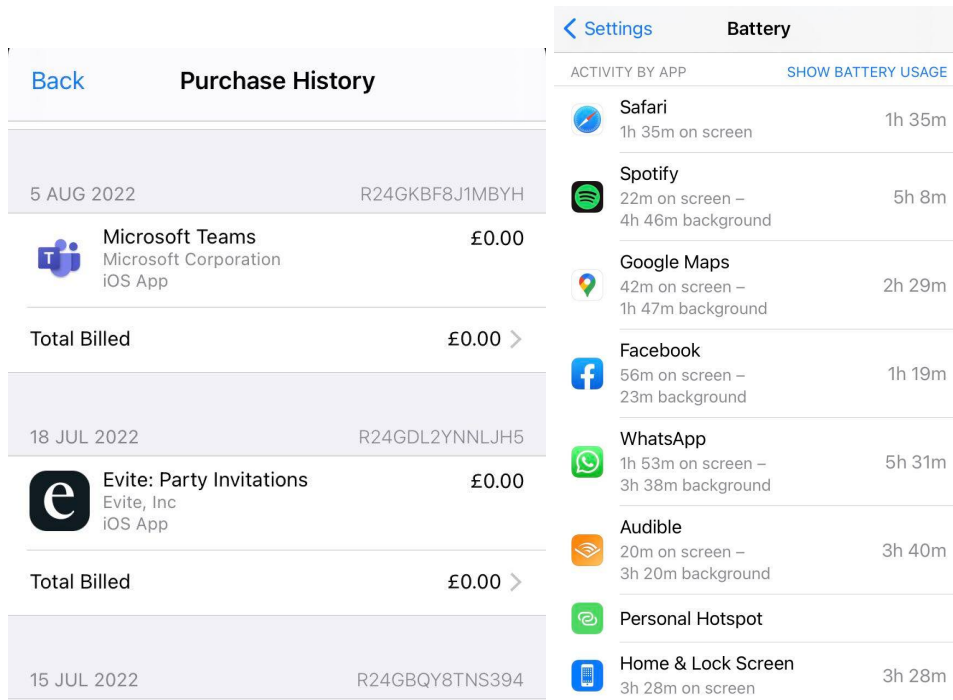 Back
Purchase History
5 AUG 2022
R24GKBF8J1MBYH
Microsoft Teams
£0.00
Microsoft Corporation
iOS App
Total Billed
£0.00
18 JUL 2022
R24GDL2YNNLJH5
Evite: Party Invitations
£0.00
Evite, Inc
iOS App
Total Billed
£0.00
15 JUL 2022
R24GBQY8TNS394
Settings
Battery
ACTIVITY BY APP
SHOW BATTERY USAGE
Safari
1h 35m on screen
1h 35m
Spotify
22m on screen –
4h 46m background
5h 8m
Google Maps
42m on screen –
1h 47m background
2h 29m
Facebook
56m on screen –
23m background
1h 19m
WhatsApp
1h 53m on screen –
3h 38m background
5h 31m
Audible
20m on screen –
3h 20m background
3h 40m
Personal Hotspot
Home & Lock Screen
3h 28m on screen
3h 28m